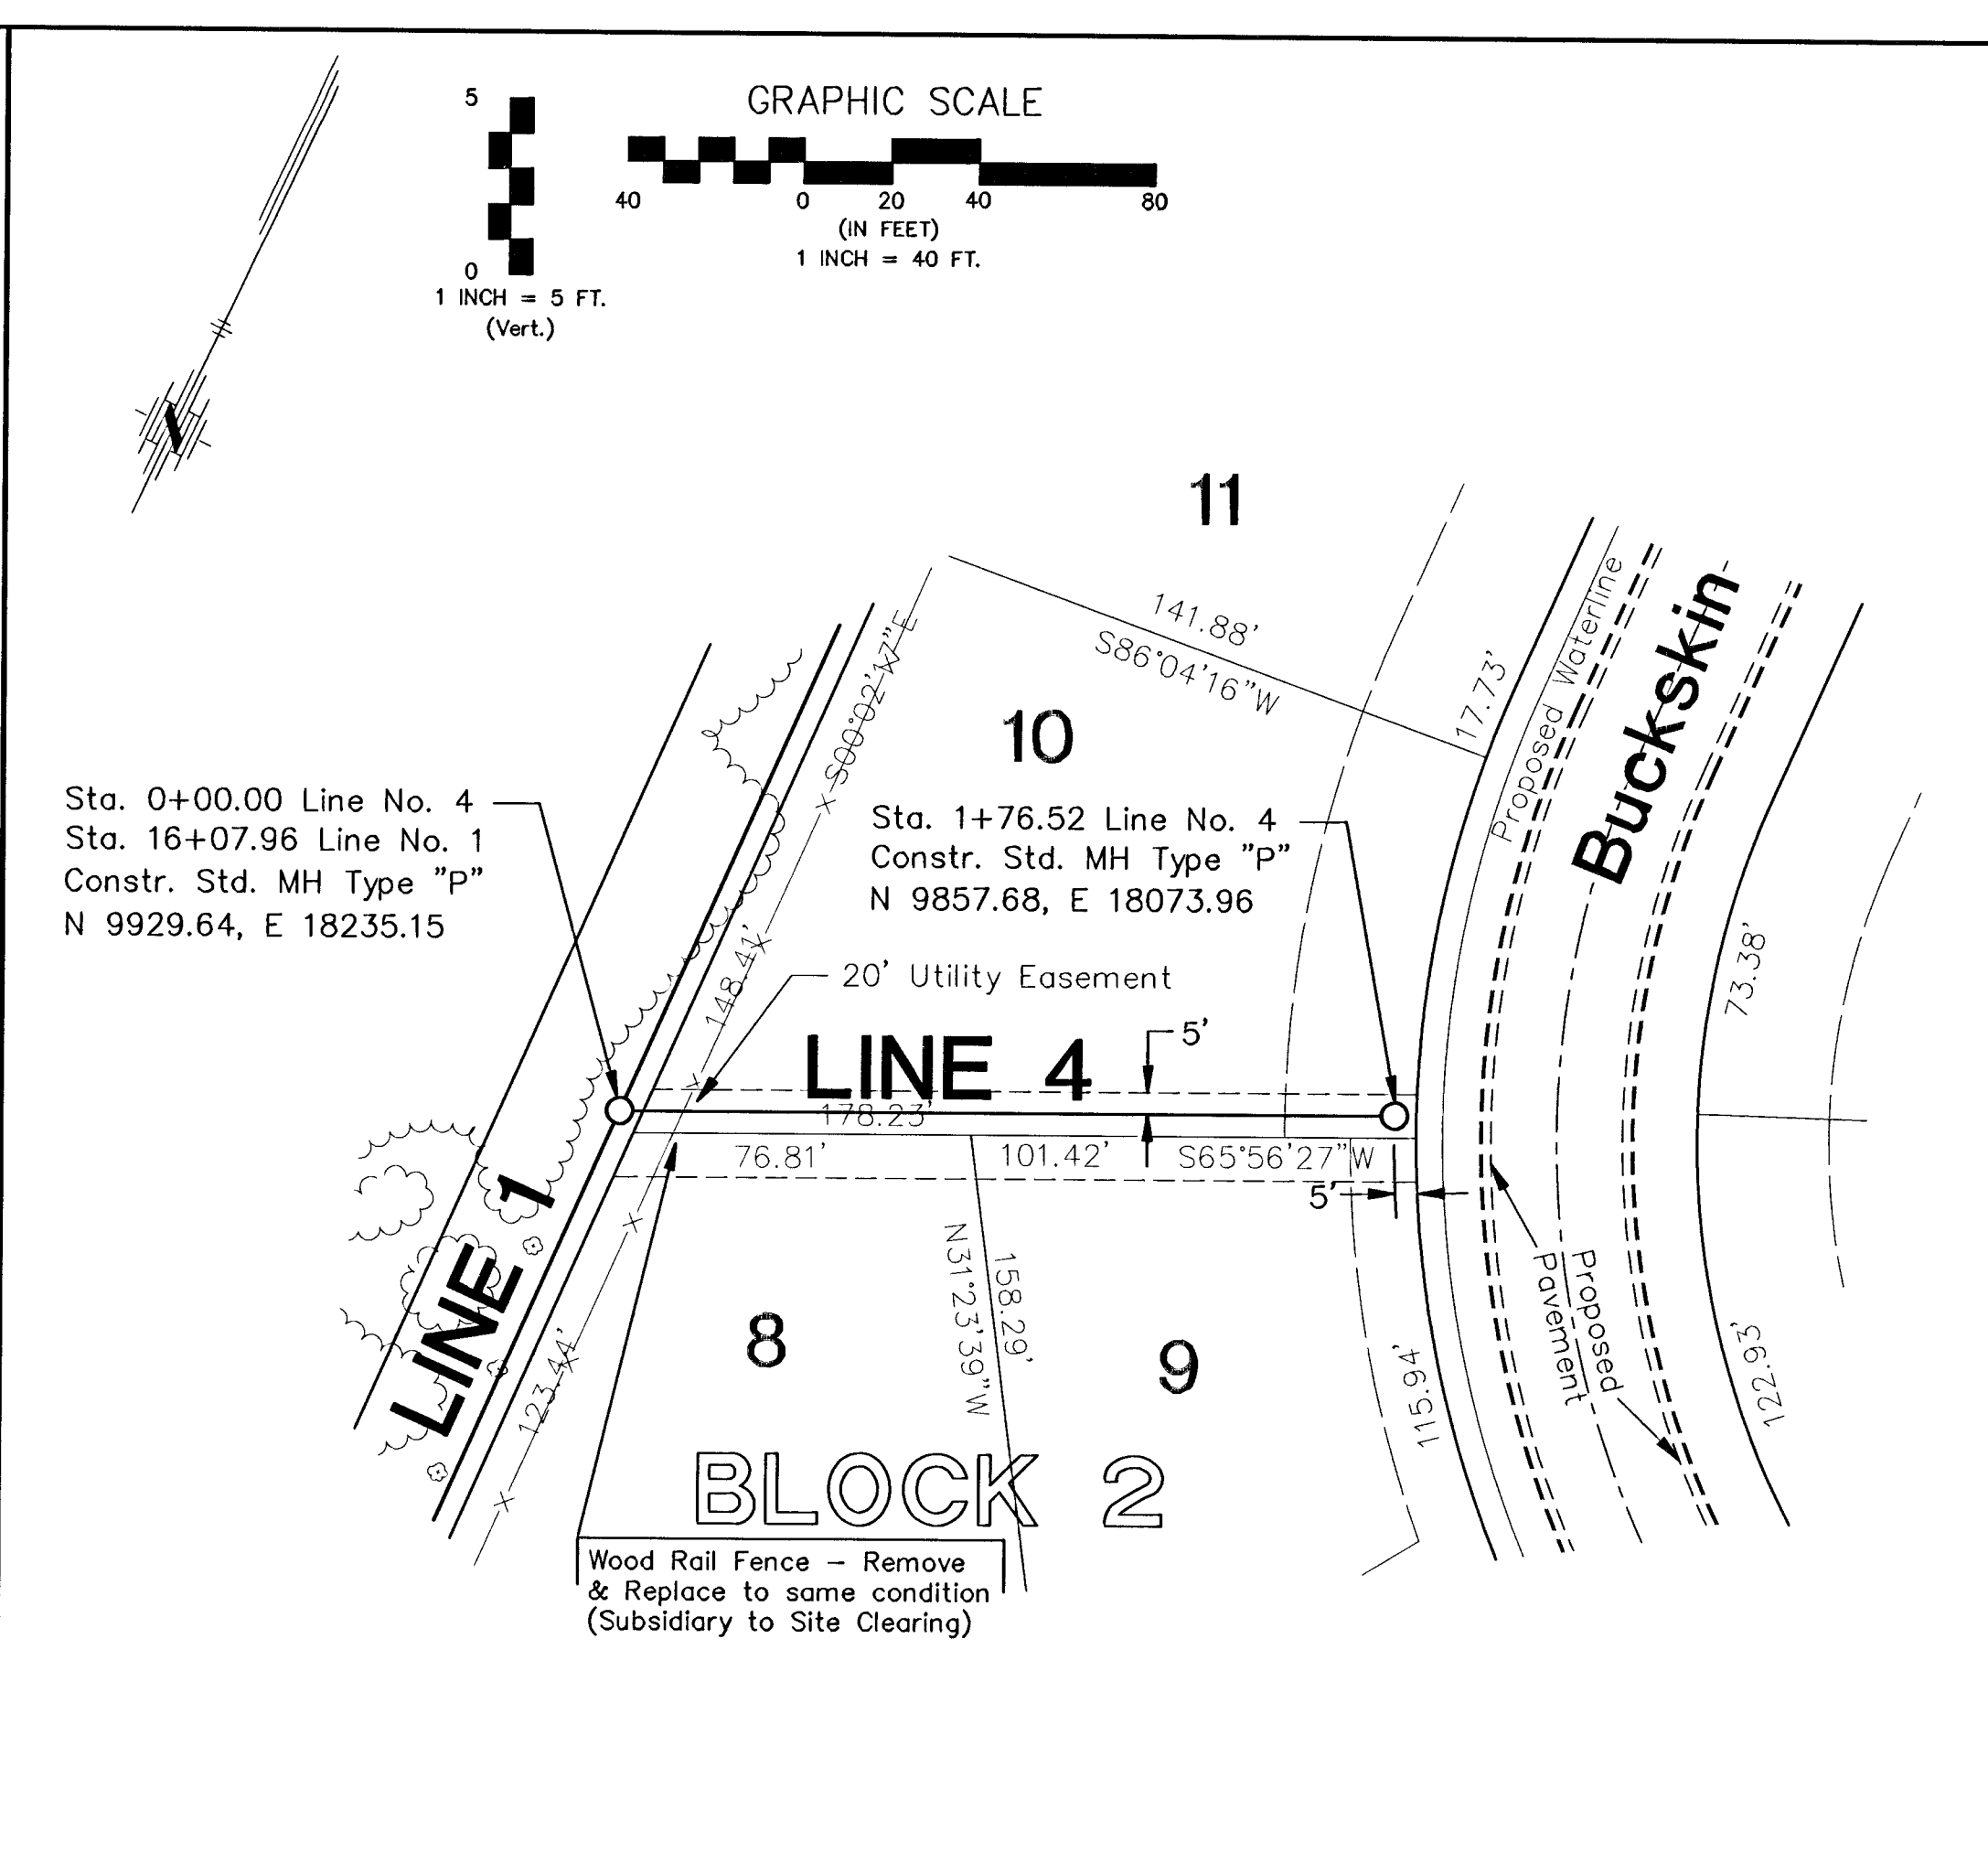 GRAPHIC SCALE
5
0
1 INCH = 5 FT.
(Vert.)
40 0 20 40 80
(IN FEET)
1 INCH = 40 FT.
N
11
141.88'
S86°04'16"W
17.73'
Proposed Waterline
Buckskin
S00°02'17"E
10
Sta. 0+00.00 Line No. 4
Sta. 16+07.96 Line No. 1
Constr. Std. MH Type "P"
N 9929.64, E 18235.15
Sta. 1+76.52 Line No. 4
Constr. Std. MH Type "P"
N 9857.68, E 18073.96
148.41'
20' Utility Easement
73.38'
LINE 4
5'
178.23'
76.81'
101.42'
S65°56'27"W
5'
LINE 1
N31°23'39"W
158.29'
Proposed
Pavement
8
9
123.44'
115.94'
122.93'
BLOCK 2
Wood Rail Fence – Remove
& Replace to same condition
(Subsidiary to Site Clearing)